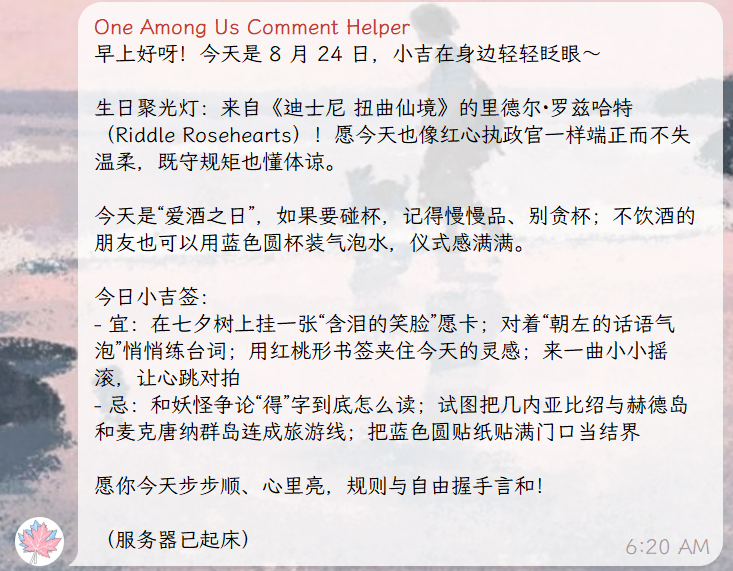 One Among Us Comment Helper
早上好呀！今天是 8 月 24 日，小吉在身边轻轻眨眼～
生日聚光灯：来自《迪士尼 扭曲仙境》的里德尔•罗兹哈特
（Riddle Rosehearts）！愿今天也像红心执政官一样端正而不失
温柔，既守规矩也懂体谅。
今天是“爱酒之日”，如果要碰杯，记得慢慢品、别贪杯；不饮酒的
朋友也可以用蓝色圆杯装气泡水，仪式感满满。
今日小吉签：
- 宜：在七夕树上挂一张“含泪的笑脸”愿卡；对着“朝左的话语气
泡”悄悄练台词；用红桃形书签夹住今天的灵感；来一曲小小摇
滚，让心跳对拍
- 忌：和妖怪争论“得”字到底怎么读；试图把几内亚比绍与赫德岛
和麦克唐纳群岛连成旅游线；把蓝色圆贴纸贴满门口当结界
愿你今天步步顺、心里亮，规则与自由握手言和！
（服务器已起床）
6:20 AM